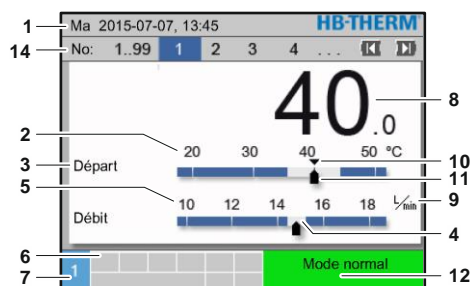 1 Ma 2015-07-07, 13:45 HB-THERM
14 No: 1..99 1 2 3 4 ...
40.0 8
2 20 30 40 50 °C 10
3 Départ 11
5 10 12 14 16 18 L/min 9
Débit 4
6
7 1 Mode normal 12